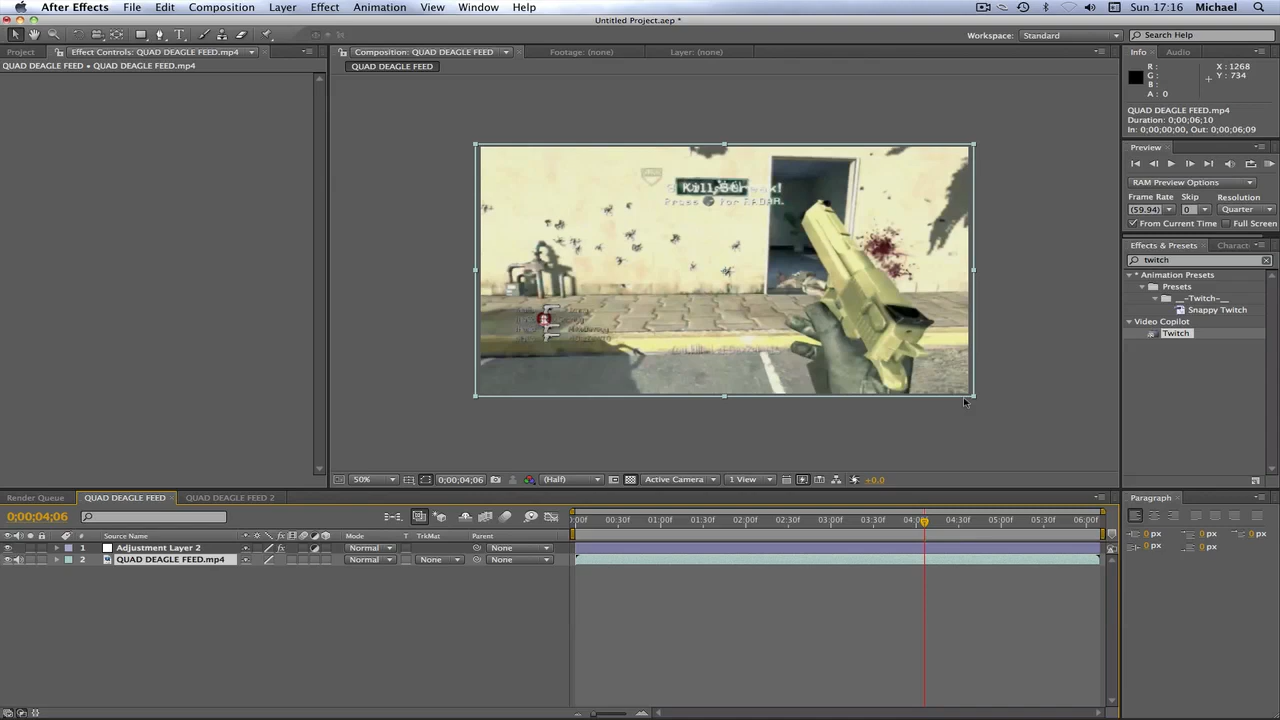 After Effects File Edit Composition Layer Effect Animation View Window Help Sun 17:16 Michael
Untitled Project.aep *
Workspace: Standard Search Help
Project Effect Controls: QUAD DEAGLE FEED.mp4 Composition: QUAD DEAGLE FEED Footage: (none) Layer: (none) Info Audio
QUAD DEAGLE FEED • QUAD DEAGLE FEED.mp4 QUAD DEAGLE FEED
R : X : 1268
G : Y : 734
B :
A : 0
QUAD DEAGLE FEED.mp4
Duration: 0;00;06;10
In: 0;00;00;00, Out: 0;00;06;09
Preview
RAM Preview Options
Frame Rate Skip Resolution
(59.94) 0 Quarter
From Current Time Full Screen
Effects & Presets Charact
twitch
* Animation Presets
Presets
__-Twitch-__
Snappy Twitch
Video Copilot
Twitch
Press for RADAR.
50% 0;00;04;06 (Half) Active Camera 1 View +0.0
Render Queue QUAD DEAGLE FEED QUAD DEAGLE FEED 2 Paragraph
0;00;04;06 :00f 00:30f 01:00f 01:30f 02:00f 02:30f 03:00f 03:30f 04:00f 04:30f 05:00f 05:30f 06:00f
# Source Name Mode T TrkMat Parent
1 Adjustment Layer 2 fx Normal None
2 QUAD DEAGLE FEED.mp4 Normal None None
0 px 0 px 0 px
0 px 0 px